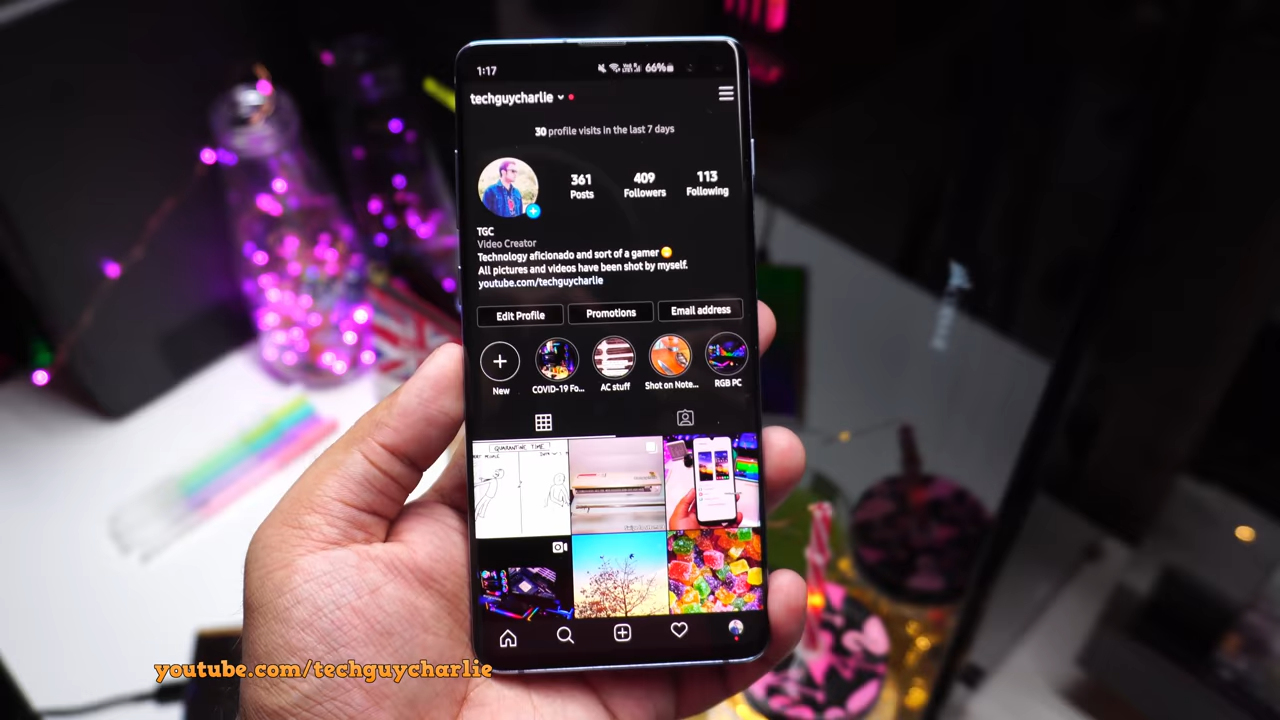 1:17
66%
techguycharlie
30 profile visits in the last 7 days
361 409 113
Posts Followers Following
TGC
Video Creator
Technology aficionado and sort of a gamer
All pictures and videos have been shot by myself.
youtube.com/techguycharlie
Edit Profile Promotions Email address
New COVID-19 Fo... AC stuff Shot on Note... RGB PC
QUARANTINE TIME!
youtube.com/techguycharlie